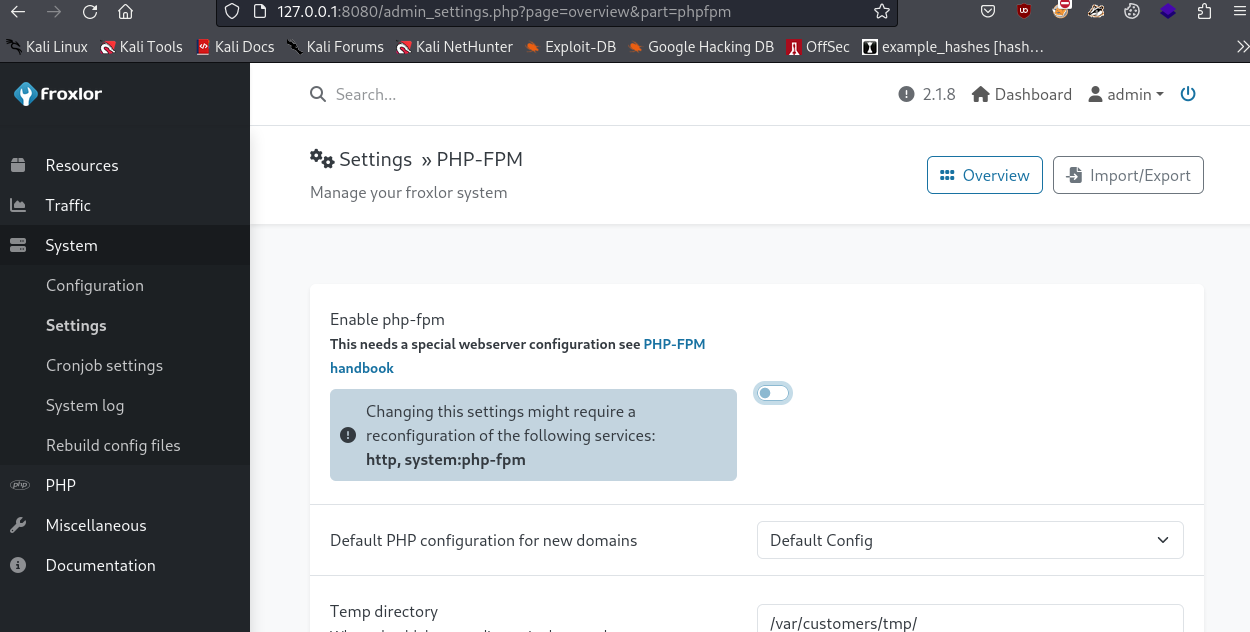 127.0.0.1:8080/admin_settings.php?page=overview&part=phpfpm
Kali Linux Kali Tools Kali Docs Kali Forums Kali NetHunter Exploit-DB Google Hacking DB OffSec example_hashes [hash…
froxlor
Search...
2.1.8 Dashboard admin
Resources
Traffic
System
Configuration
Settings
Cronjob settings
System log
Rebuild config files
PHP
Miscellaneous
Documentation
Settings » PHP-FPM
Manage your froxlor system
Overview
Import/Export
Enable php-fpm
This needs a special webserver configuration see PHP-FPM
handbook
Changing this settings might require a
reconfiguration of the following services:
http, system:php-fpm
Default PHP configuration for new domains
Default Config
Temp directory
/var/customers/tmp/